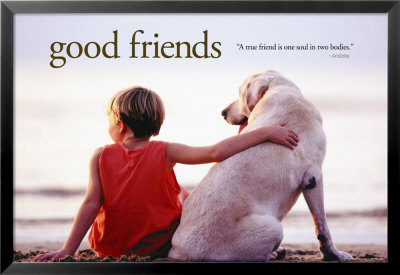 good friends
“A true friend is one soul in two bodies.”
- Aristotle